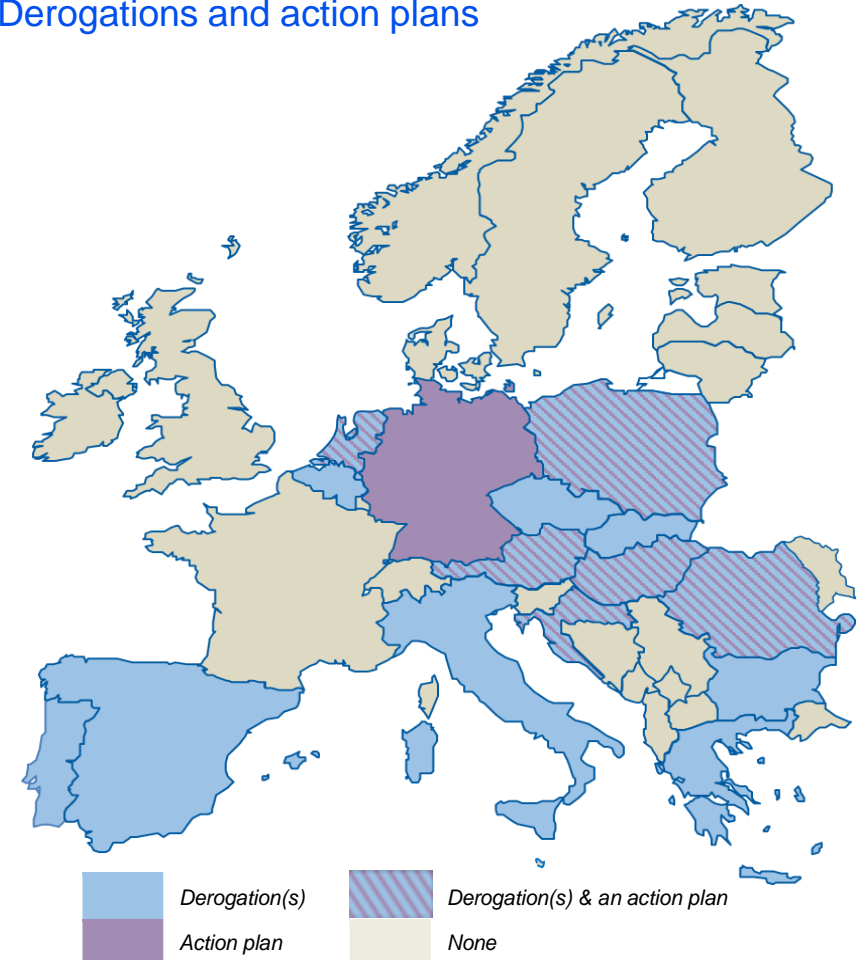 Derogations and action plans
Derogation(s)
Derogation(s) & an action plan
Action plan
None